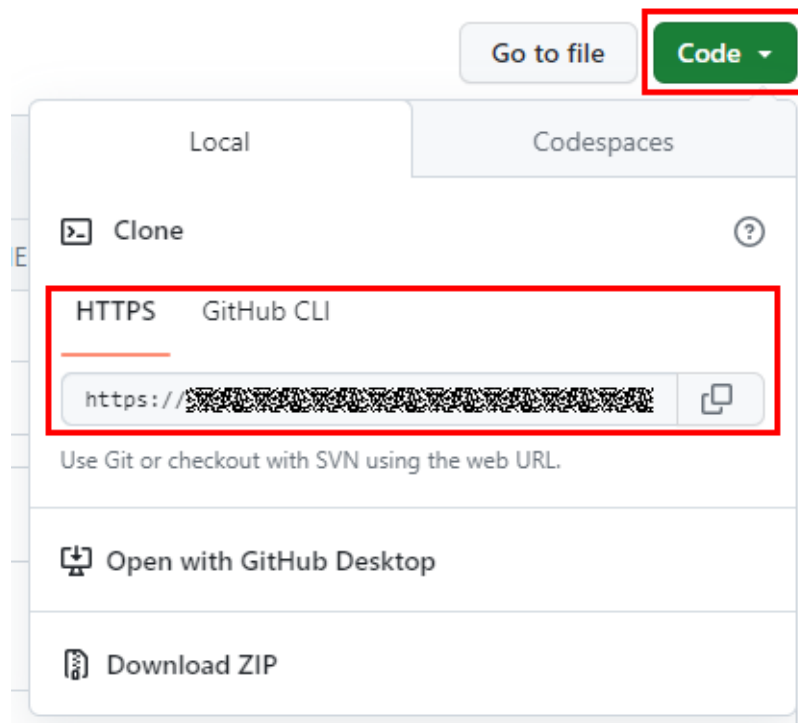 Go to file Code
Local Codespaces
Clone
E
HTTPS GitHub CLI
https://
Use Git or checkout with SVN using the web URL.
Open with GitHub Desktop
Download ZIP